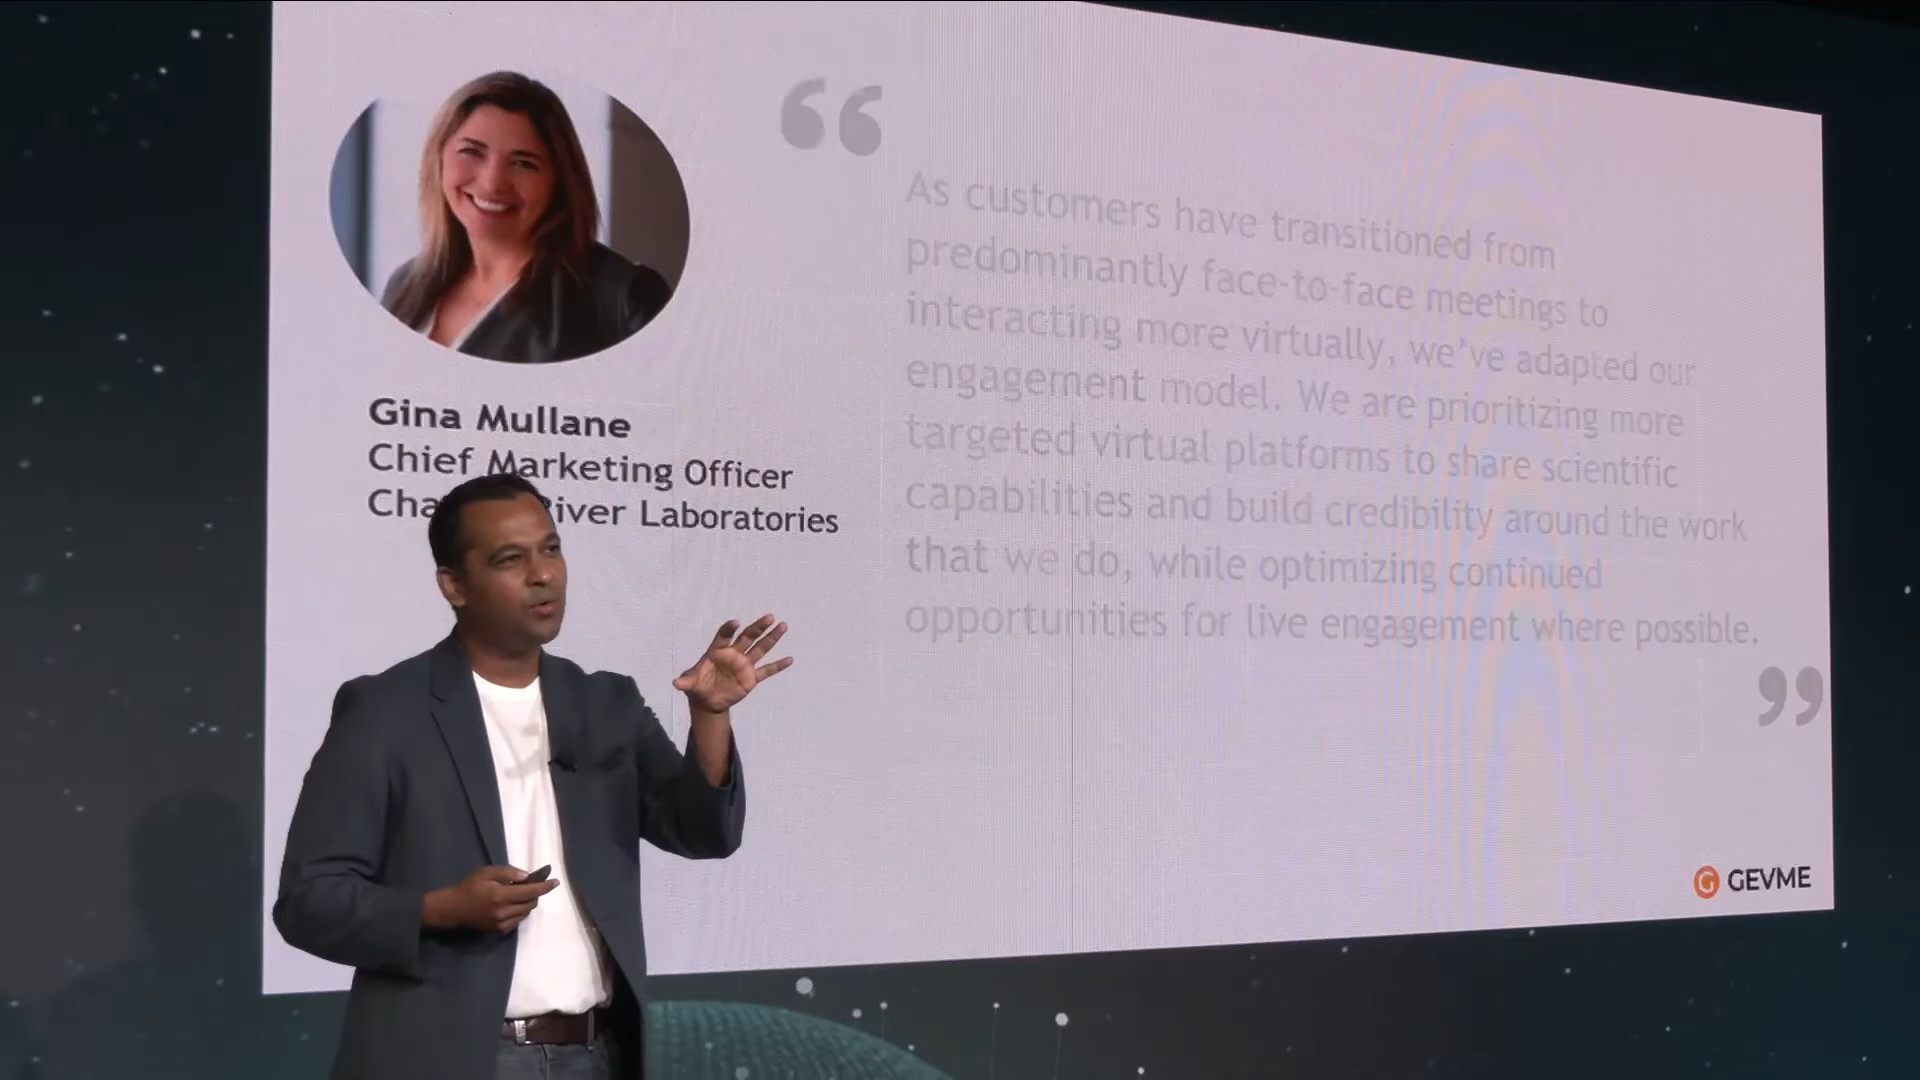 Gina Mullane
Chief Marketing Officer
Cha River Laboratories
“
As customers have transitioned from
predominantly face-to-face meetings to
interacting more virtually, we’ve adapted our
engagement model. We are prioritizing more
targeted virtual platforms to share scientific
capabilities and build credibility around the work
that we do, while optimizing continued
opportunities for live engagement where possible.
”
GEVME